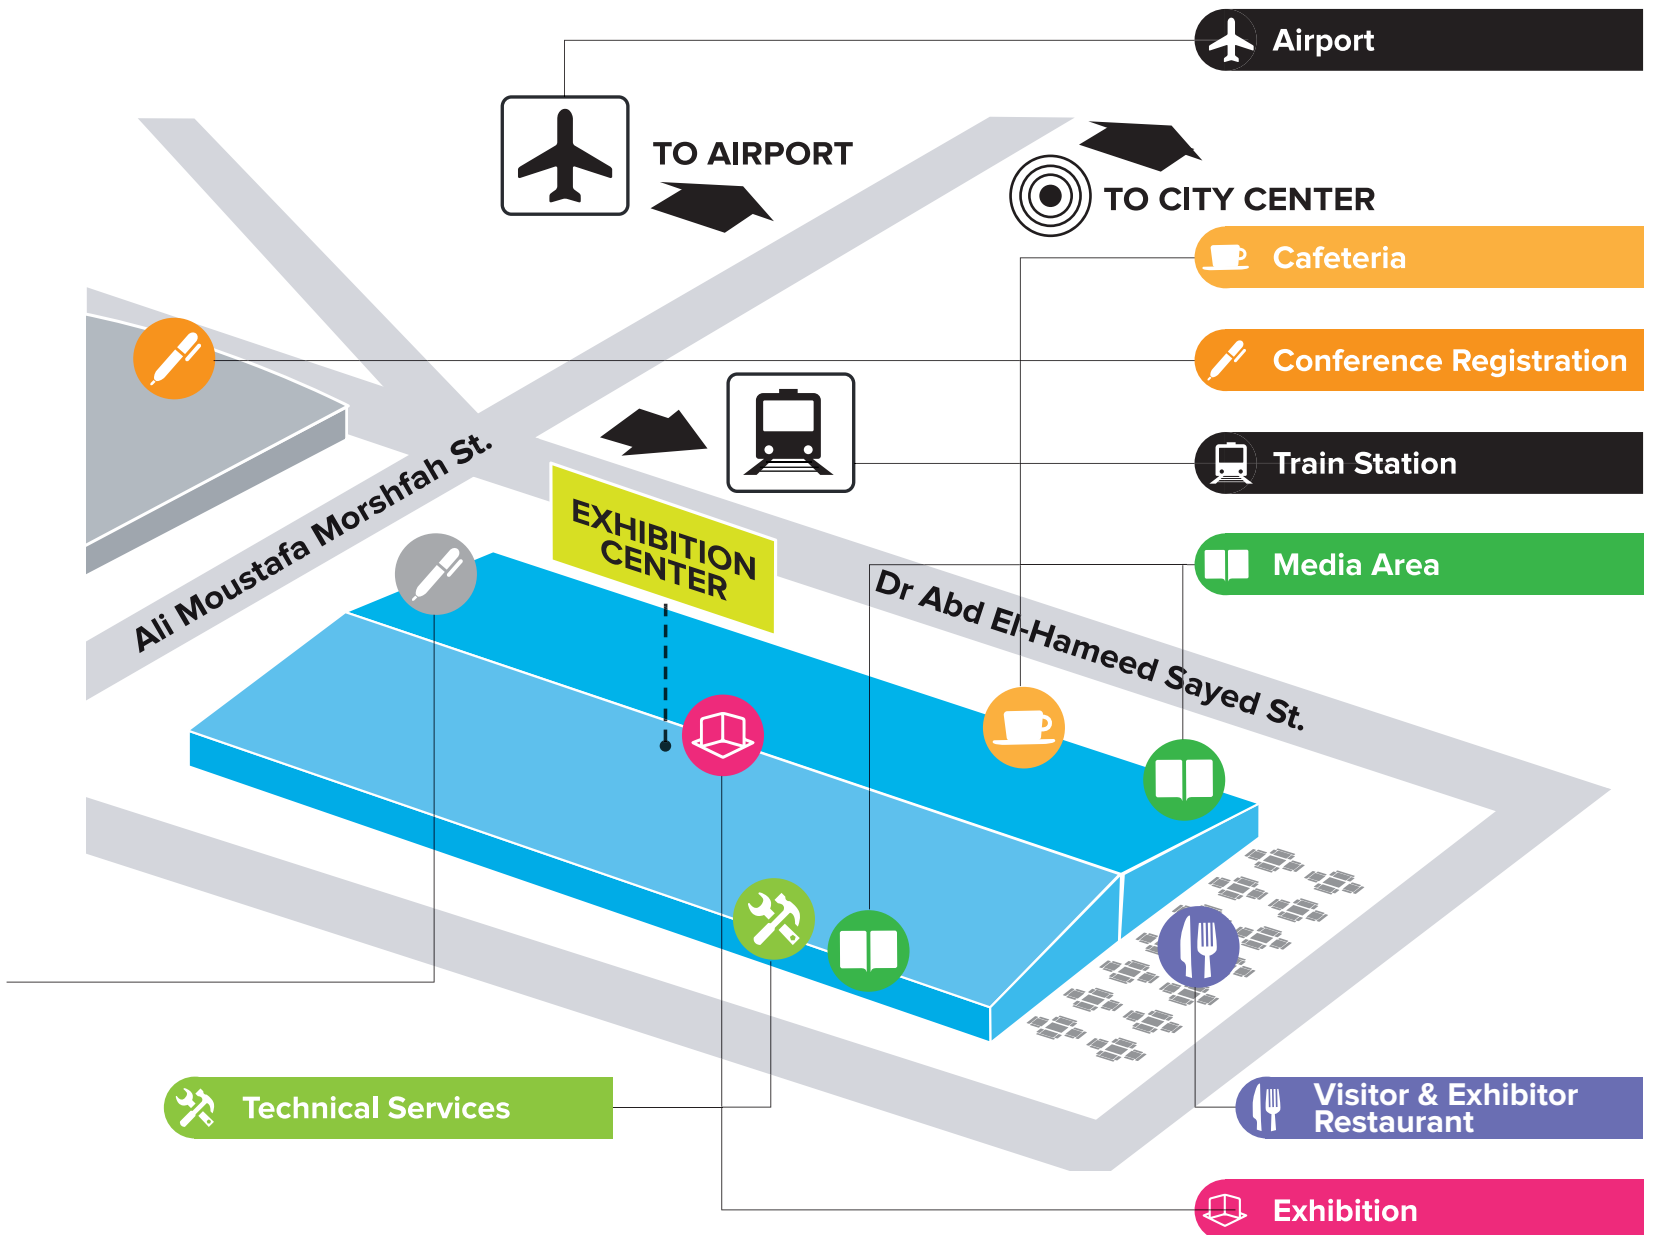 Airport
TO AIRPORT
TO CITY CENTER
Cafeteria
Conference Registration
Train Station
Ali Moustafa Morshfah St.
EXHIBITION
CENTER
Media Area
Dr Abd El-Hameed Sayed St.
Technical Services
Visitor & Exhibitor
Restaurant
Exhibition